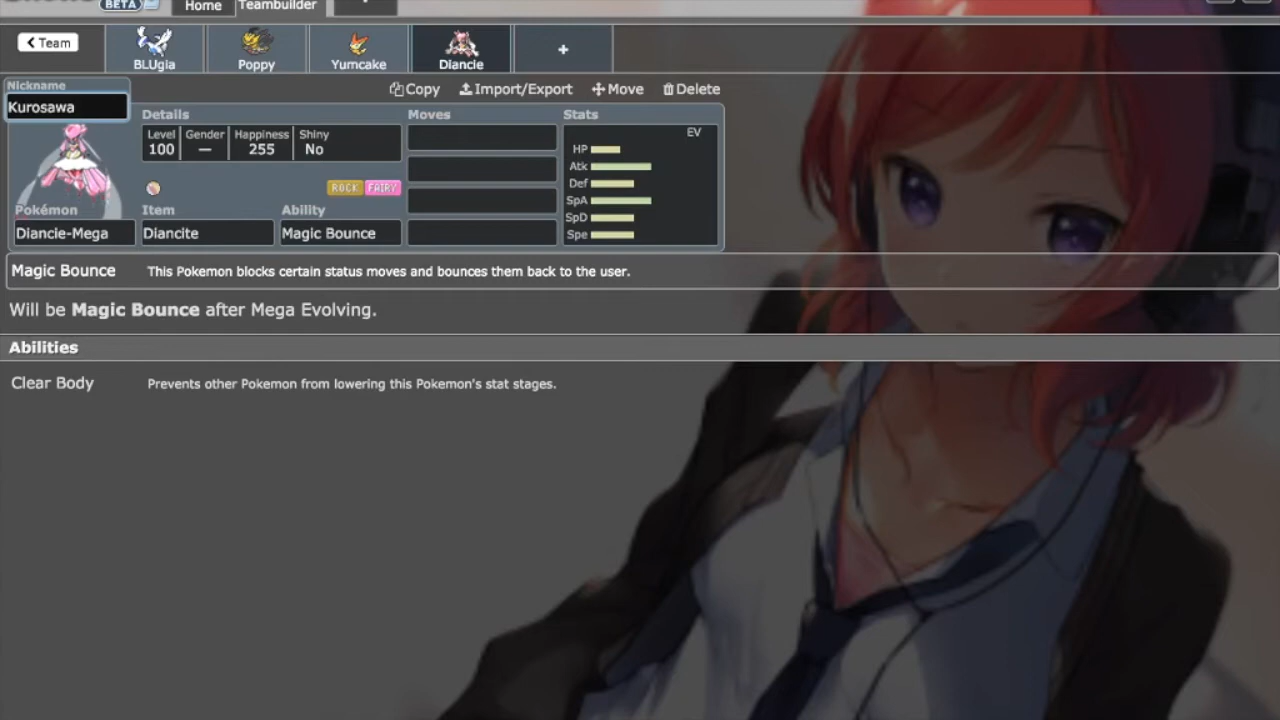 BETA Home Teambuilder
Team
BLUgia Poppy Yumcake Diancie +
Nickname
Kurosawa
Copy Import/Export Move Delete
Details Moves Stats
Level Gender Happiness Shiny EV
100 — 255 No
HP
Atk
Def
SpA
SpD
Spe
ROCK FAIRY
Pokémon Item Ability
Diancie-Mega Diancite Magic Bounce
Magic Bounce This Pokemon blocks certain status moves and bounces them back to the user.
Will be Magic Bounce after Mega Evolving.
Abilities
Clear Body Prevents other Pokemon from lowering this Pokemon's stat stages.